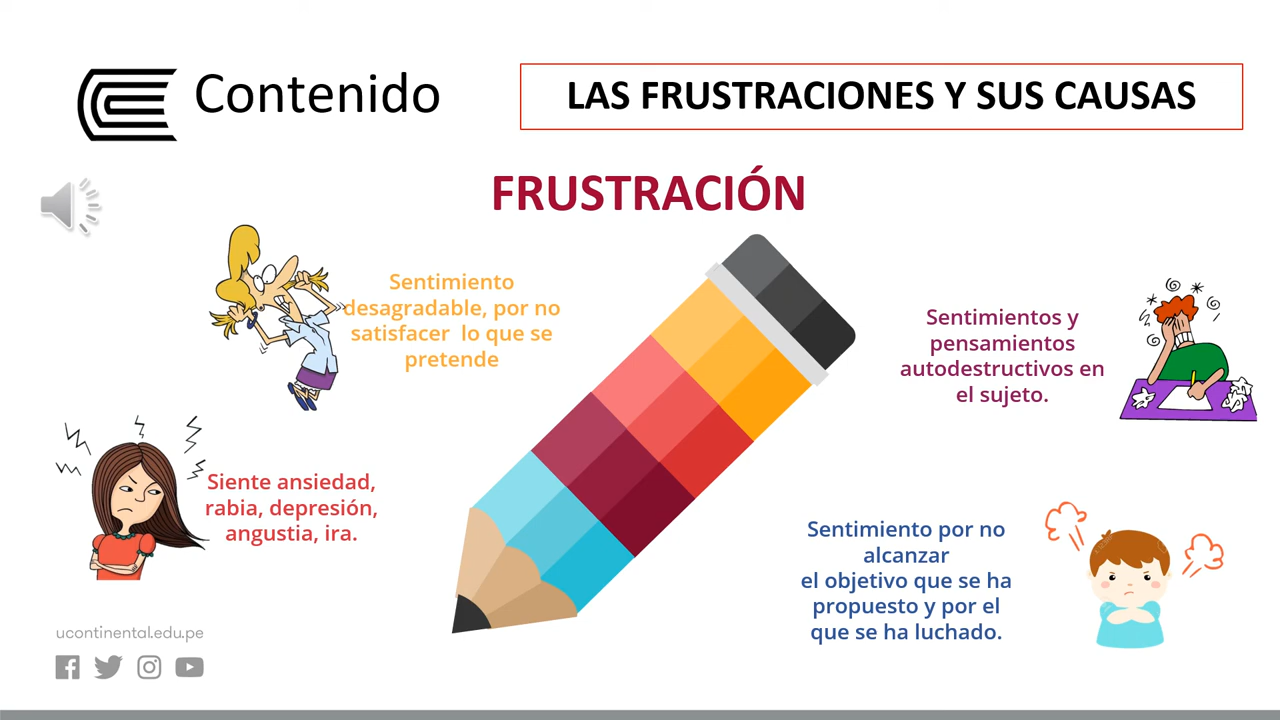 Contenido
LAS FRUSTRACIONES Y SUS CAUSAS
FRUSTRACIÓN
Sentimiento
desagradable, por no
satisfacer lo que se
pretende
Sentimientos y
pensamientos
autodestructivos en
el sujeto.
Siente ansiedad,
rabia, depresión,
angustia, ira.
Sentimiento por no
alcanzar
el objetivo que se ha
propuesto y por el
que se ha luchado.
ucontinental.edu.pe